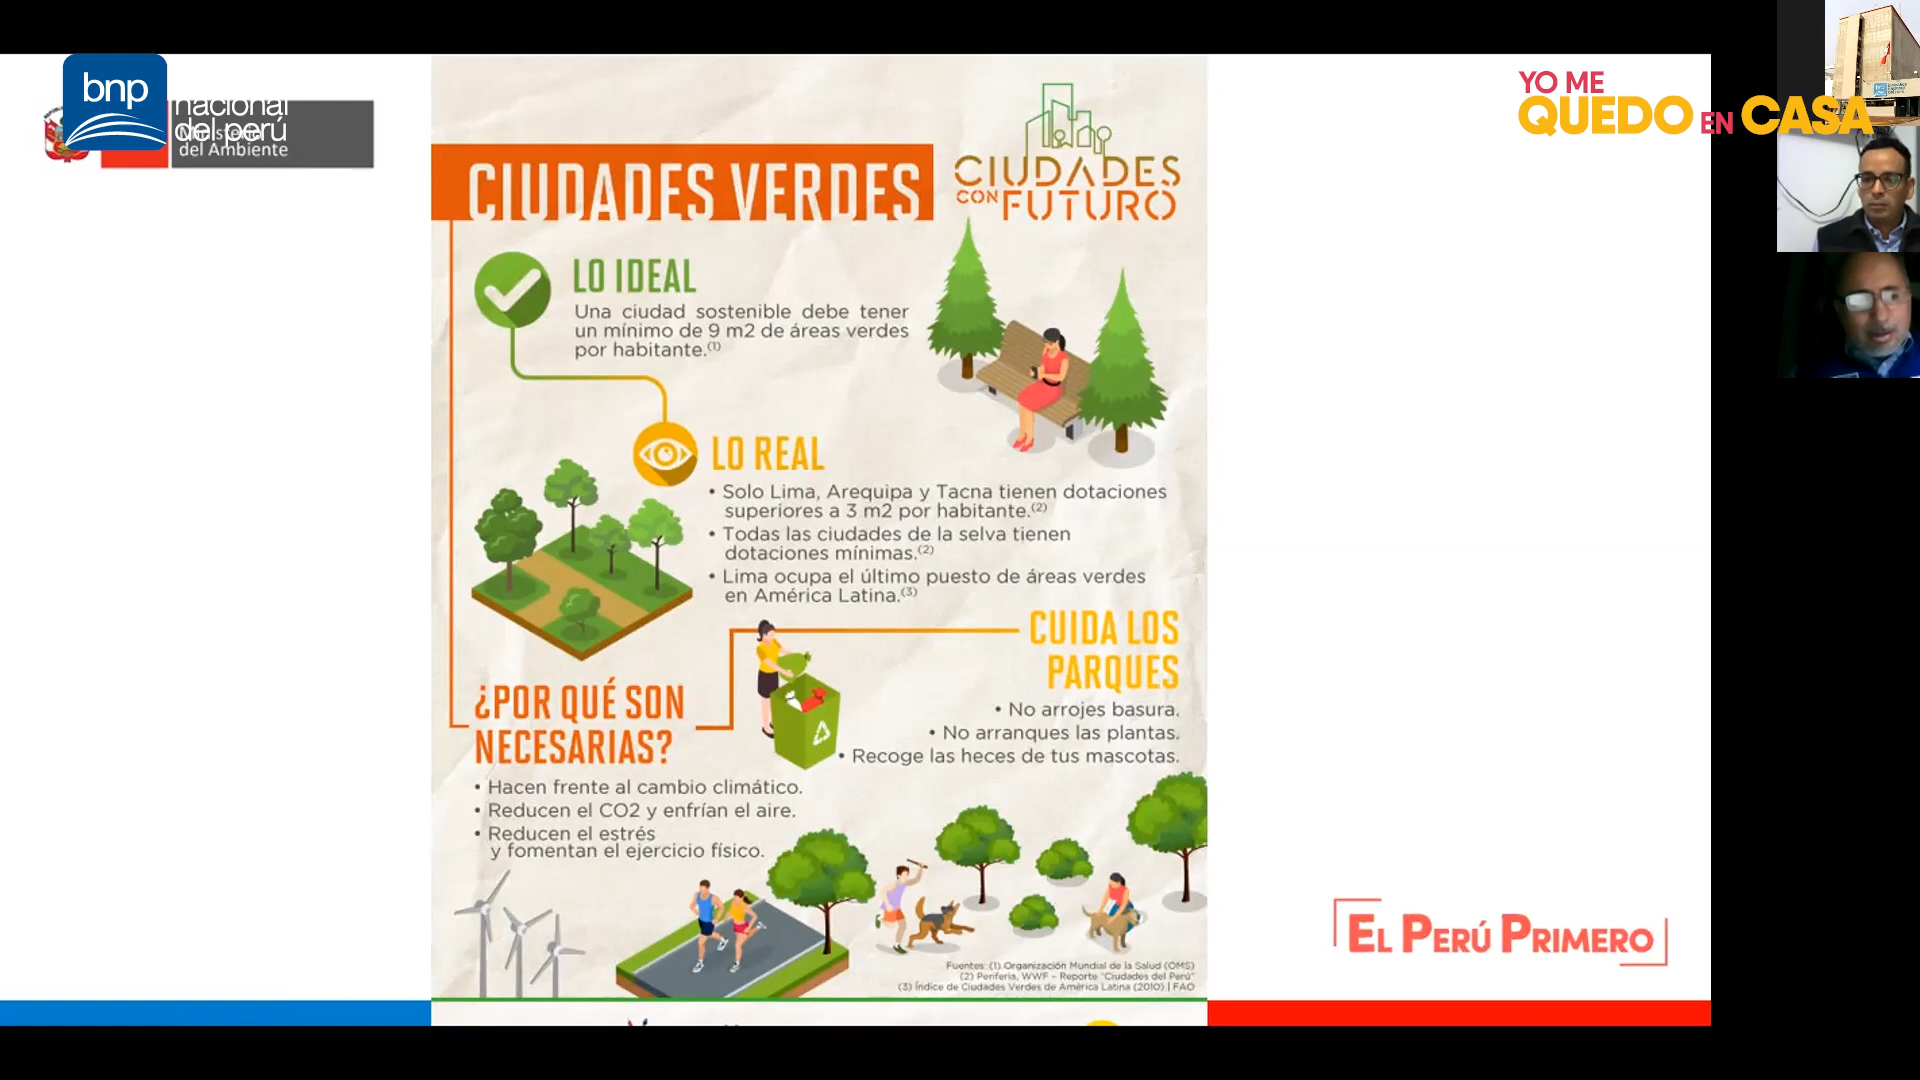 bnp
nacional
del perú
Ministerio
del Ambiente
YO ME
QUEDO EN CASA
CIUDADES VERDES
CIUDADES
CON FUTURO
LO IDEAL
Una ciudad sostenible debe tener
un mínimo de 9 m2 de áreas verdes
por habitante.(1)
LO REAL
• Solo Lima, Arequipa y Tacna tienen dotaciones
superiores a 3 m2 por habitante.(2)
• Todas las ciudades de la selva tienen
dotaciones mínimas.(2)
• Lima ocupa el último puesto de áreas verdes
en América Latina.(3)
CUIDA LOS
PARQUES
• No arrojes basura.
• No arranques las plantas.
• Recoge las heces de tus mascotas.
¿POR QUÉ SON
NECESARIAS?
• Hacen frente al cambio climático.
• Reducen el CO2 y enfrían el aire.
• Reducen el estrés
y fomentan el ejercicio físico.
Fuentes: (1) Organización Mundial de la Salud (OMS)
(2) Periferia, WWF – Reporte "Ciudades del Perú"
(3) Índice de Ciudades Verdes de América Latina (2010) | FAO
EL PERÚ PRIMERO